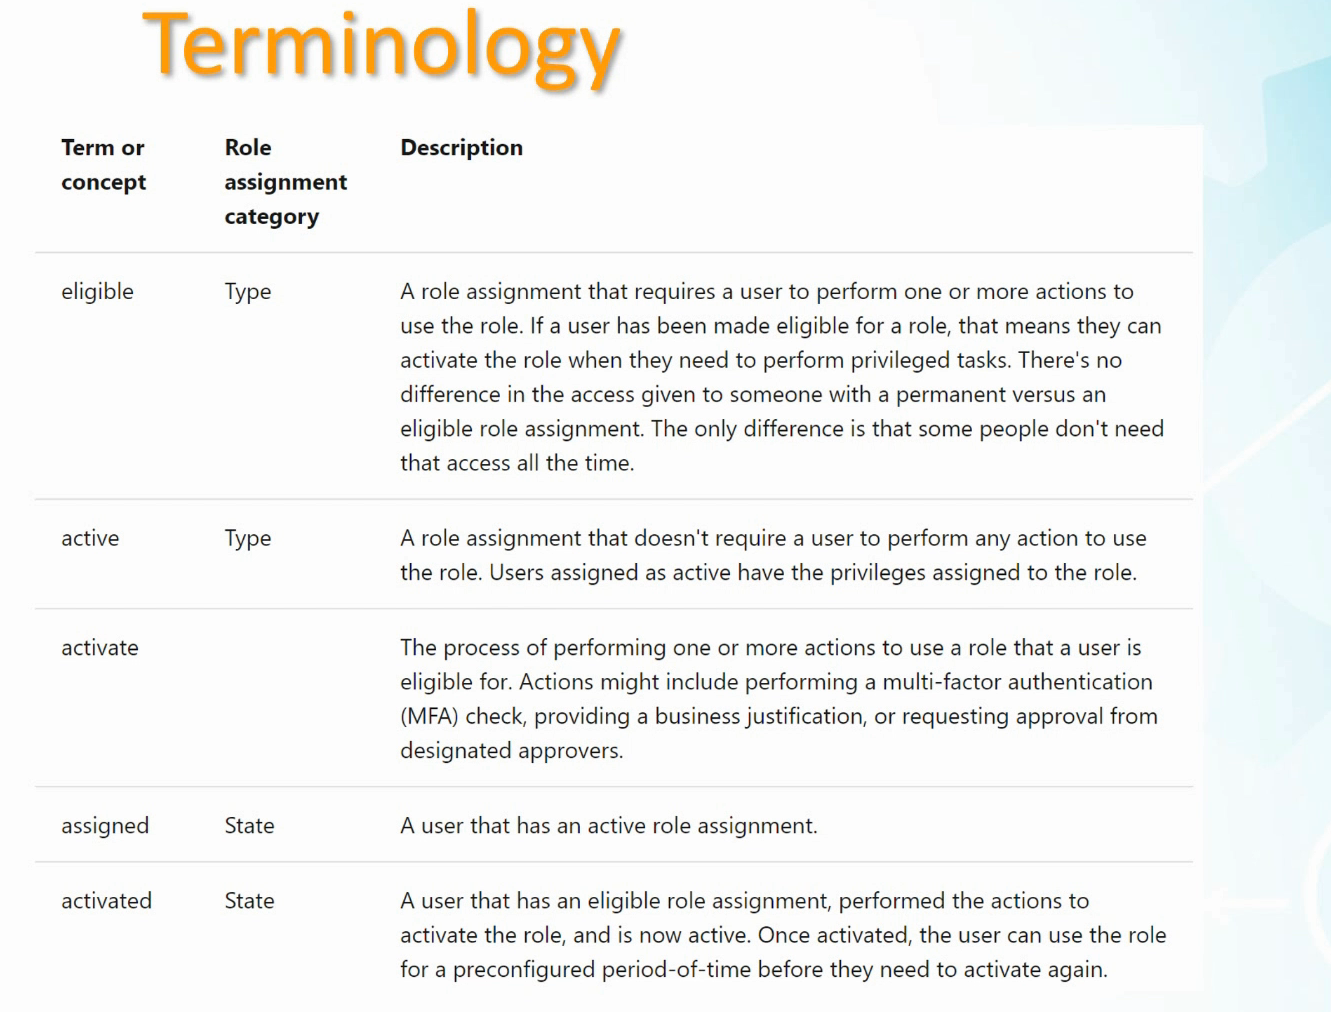 Terminology
Term or concept
Role assignment category
Description
eligible
Type
A role assignment that requires a user to perform one or more actions to
use the role. If a user has been made eligible for a role, that means they can
activate the role when they need to perform privileged tasks. There's no
difference in the access given to someone with a permanent versus an
eligible role assignment. The only difference is that some people don't need
that access all the time.
active
Type
A role assignment that doesn't require a user to perform any action to use
the role. Users assigned as active have the privileges assigned to the role.
activate
The process of performing one or more actions to use a role that a user is
eligible for. Actions might include performing a multi-factor authentication
(MFA) check, providing a business justification, or requesting approval from
designated approvers.
assigned
State
A user that has an active role assignment.
activated
State
A user that has an eligible role assignment, performed the actions to
activate the role, and is now active. Once activated, the user can use the role
for a preconfigured period-of-time before they need to activate again.